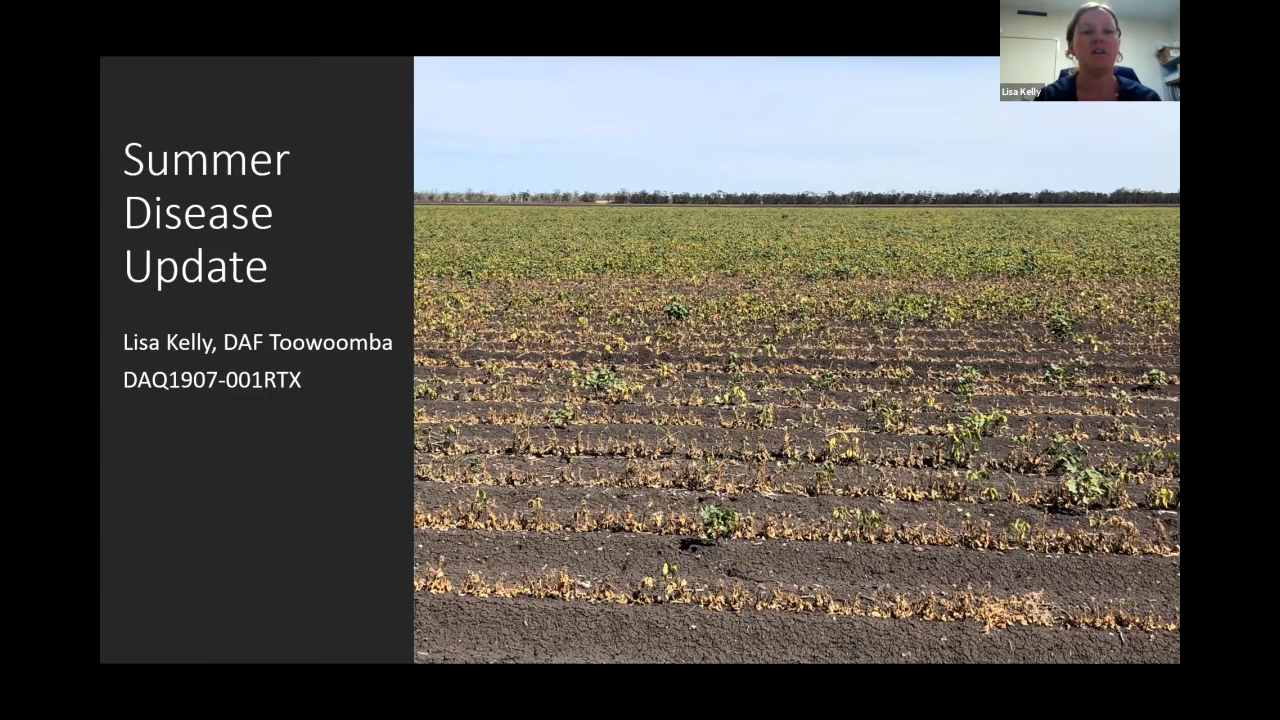 Summer
Disease
Update
Lisa Kelly, DAF Toowoomba
DAQ1907-001RTX
Lisa Kelly